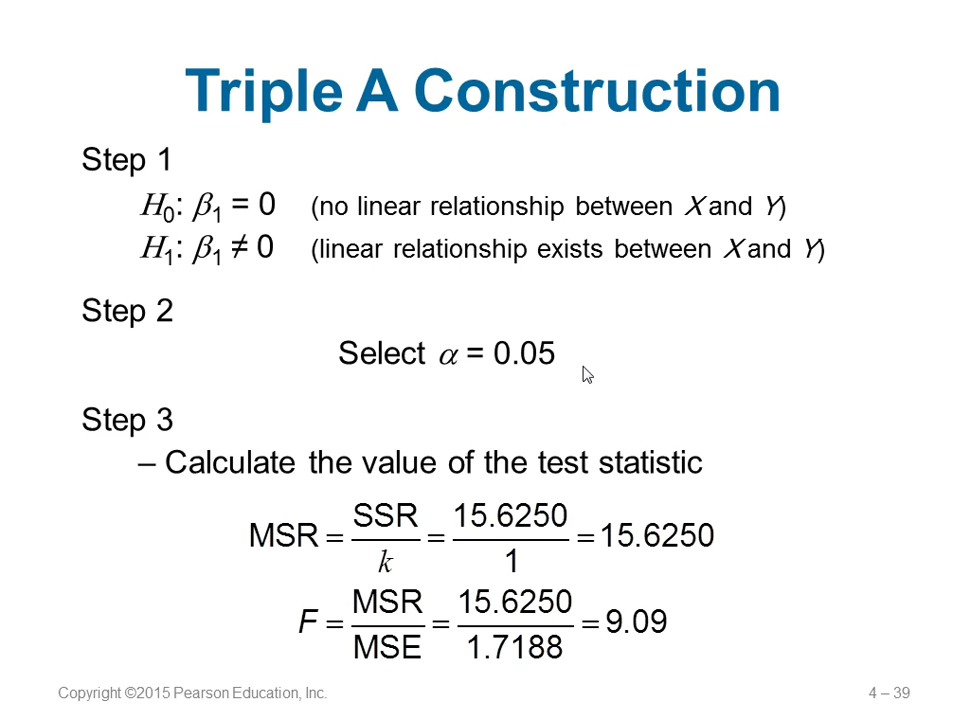 Triple A Construction
Step 1
H₀: β₁ = 0 (no linear relationship between X and Y)
H₁: β₁ ≠ 0 (linear relationship exists between X and Y)
Step 2
Select α = 0.05
Step 3
– Calculate the value of the test statistic
MSR = SSR / k = 15.6250 / 1 = 15.6250
F = MSR / MSE = 15.6250 / 1.7188 = 9.09
Copyright ©2015 Pearson Education, Inc. 4 – 39